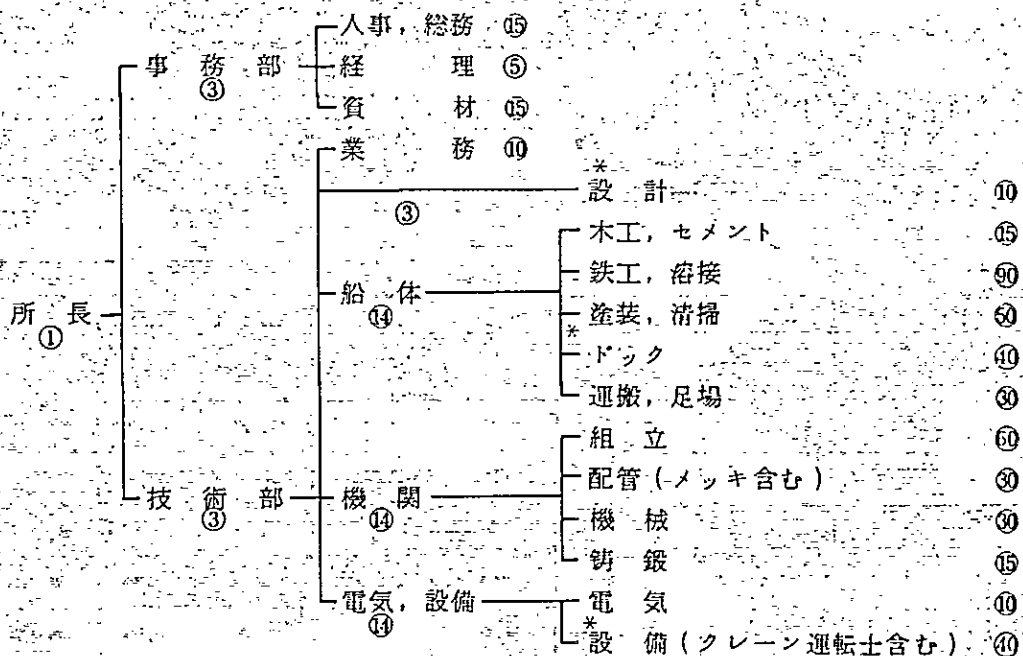 人事,総務 ⑮
事務部 経理 ⑤
③
資材 ⑮
業務 ⑩
*
設計 ⑩
③
木工,セメント ⑮
鉄工,溶接 90
船体
⑭
塗装,清掃 ㊿
所長
①
*
ドック ㊵
運搬,足場 ㉚
組立 60
配管(メッキ含む) ㉚
技術部 機関
③ ⑭
機械 ㉚
鋳鍛 ⑮
電気,設備 電気 ⑩
⑭
*
設備(クレーン運転士含む) ㊵